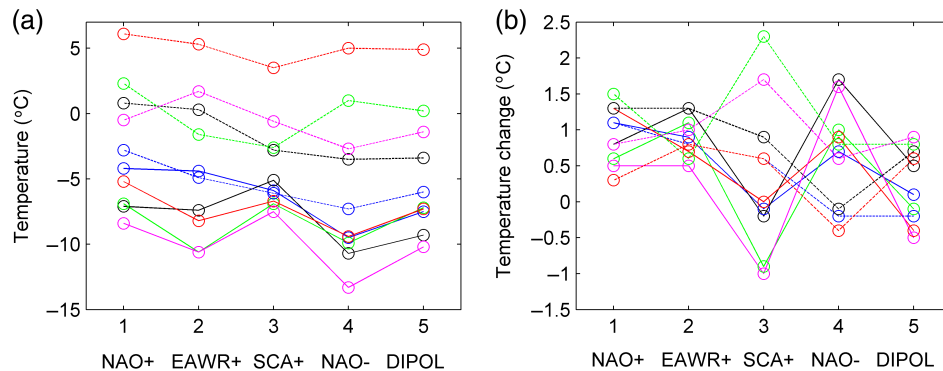 (a)
Temperature (°C)
5
0
–5
–10
–15
1 2 3 4 5
NAO+ EAWR+ SCA+ NAO- DIPOL
(b)
Temperature change (°C)
2.5
2
1.5
1
0.5
0
–0.5
–1
–1.5
1 2 3 4 5
NAO+ EAWR+ SCA+ NAO- DIPOL